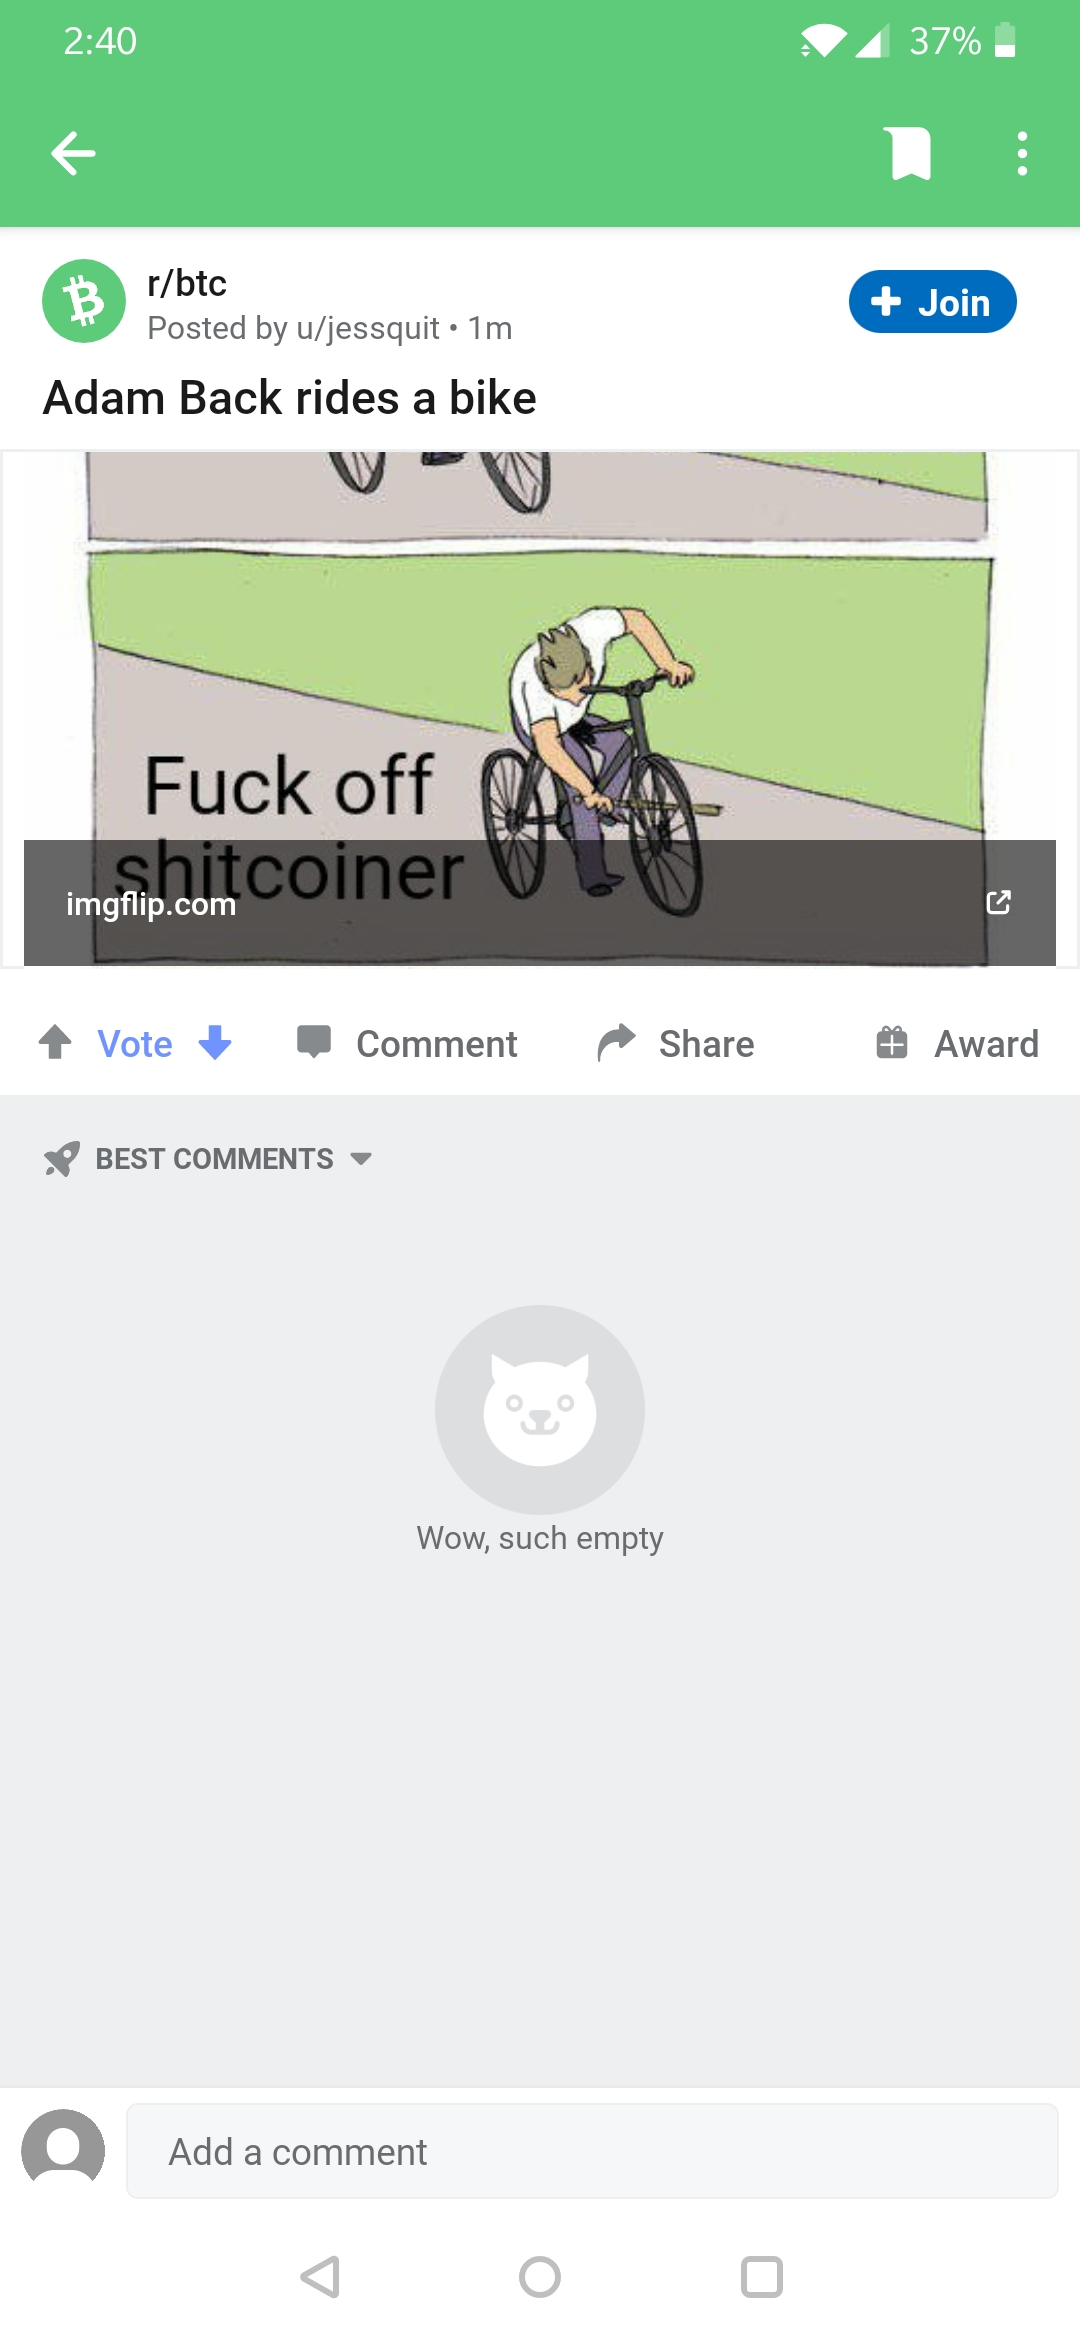 2:40
37%
r/btc
Posted by u/jessquit • 1m
Join
Adam Back rides a bike
Fuck off
shitcoiner
imgflip.com
Vote
Comment
Share
Award
BEST COMMENTS
Wow, such empty
Add a comment